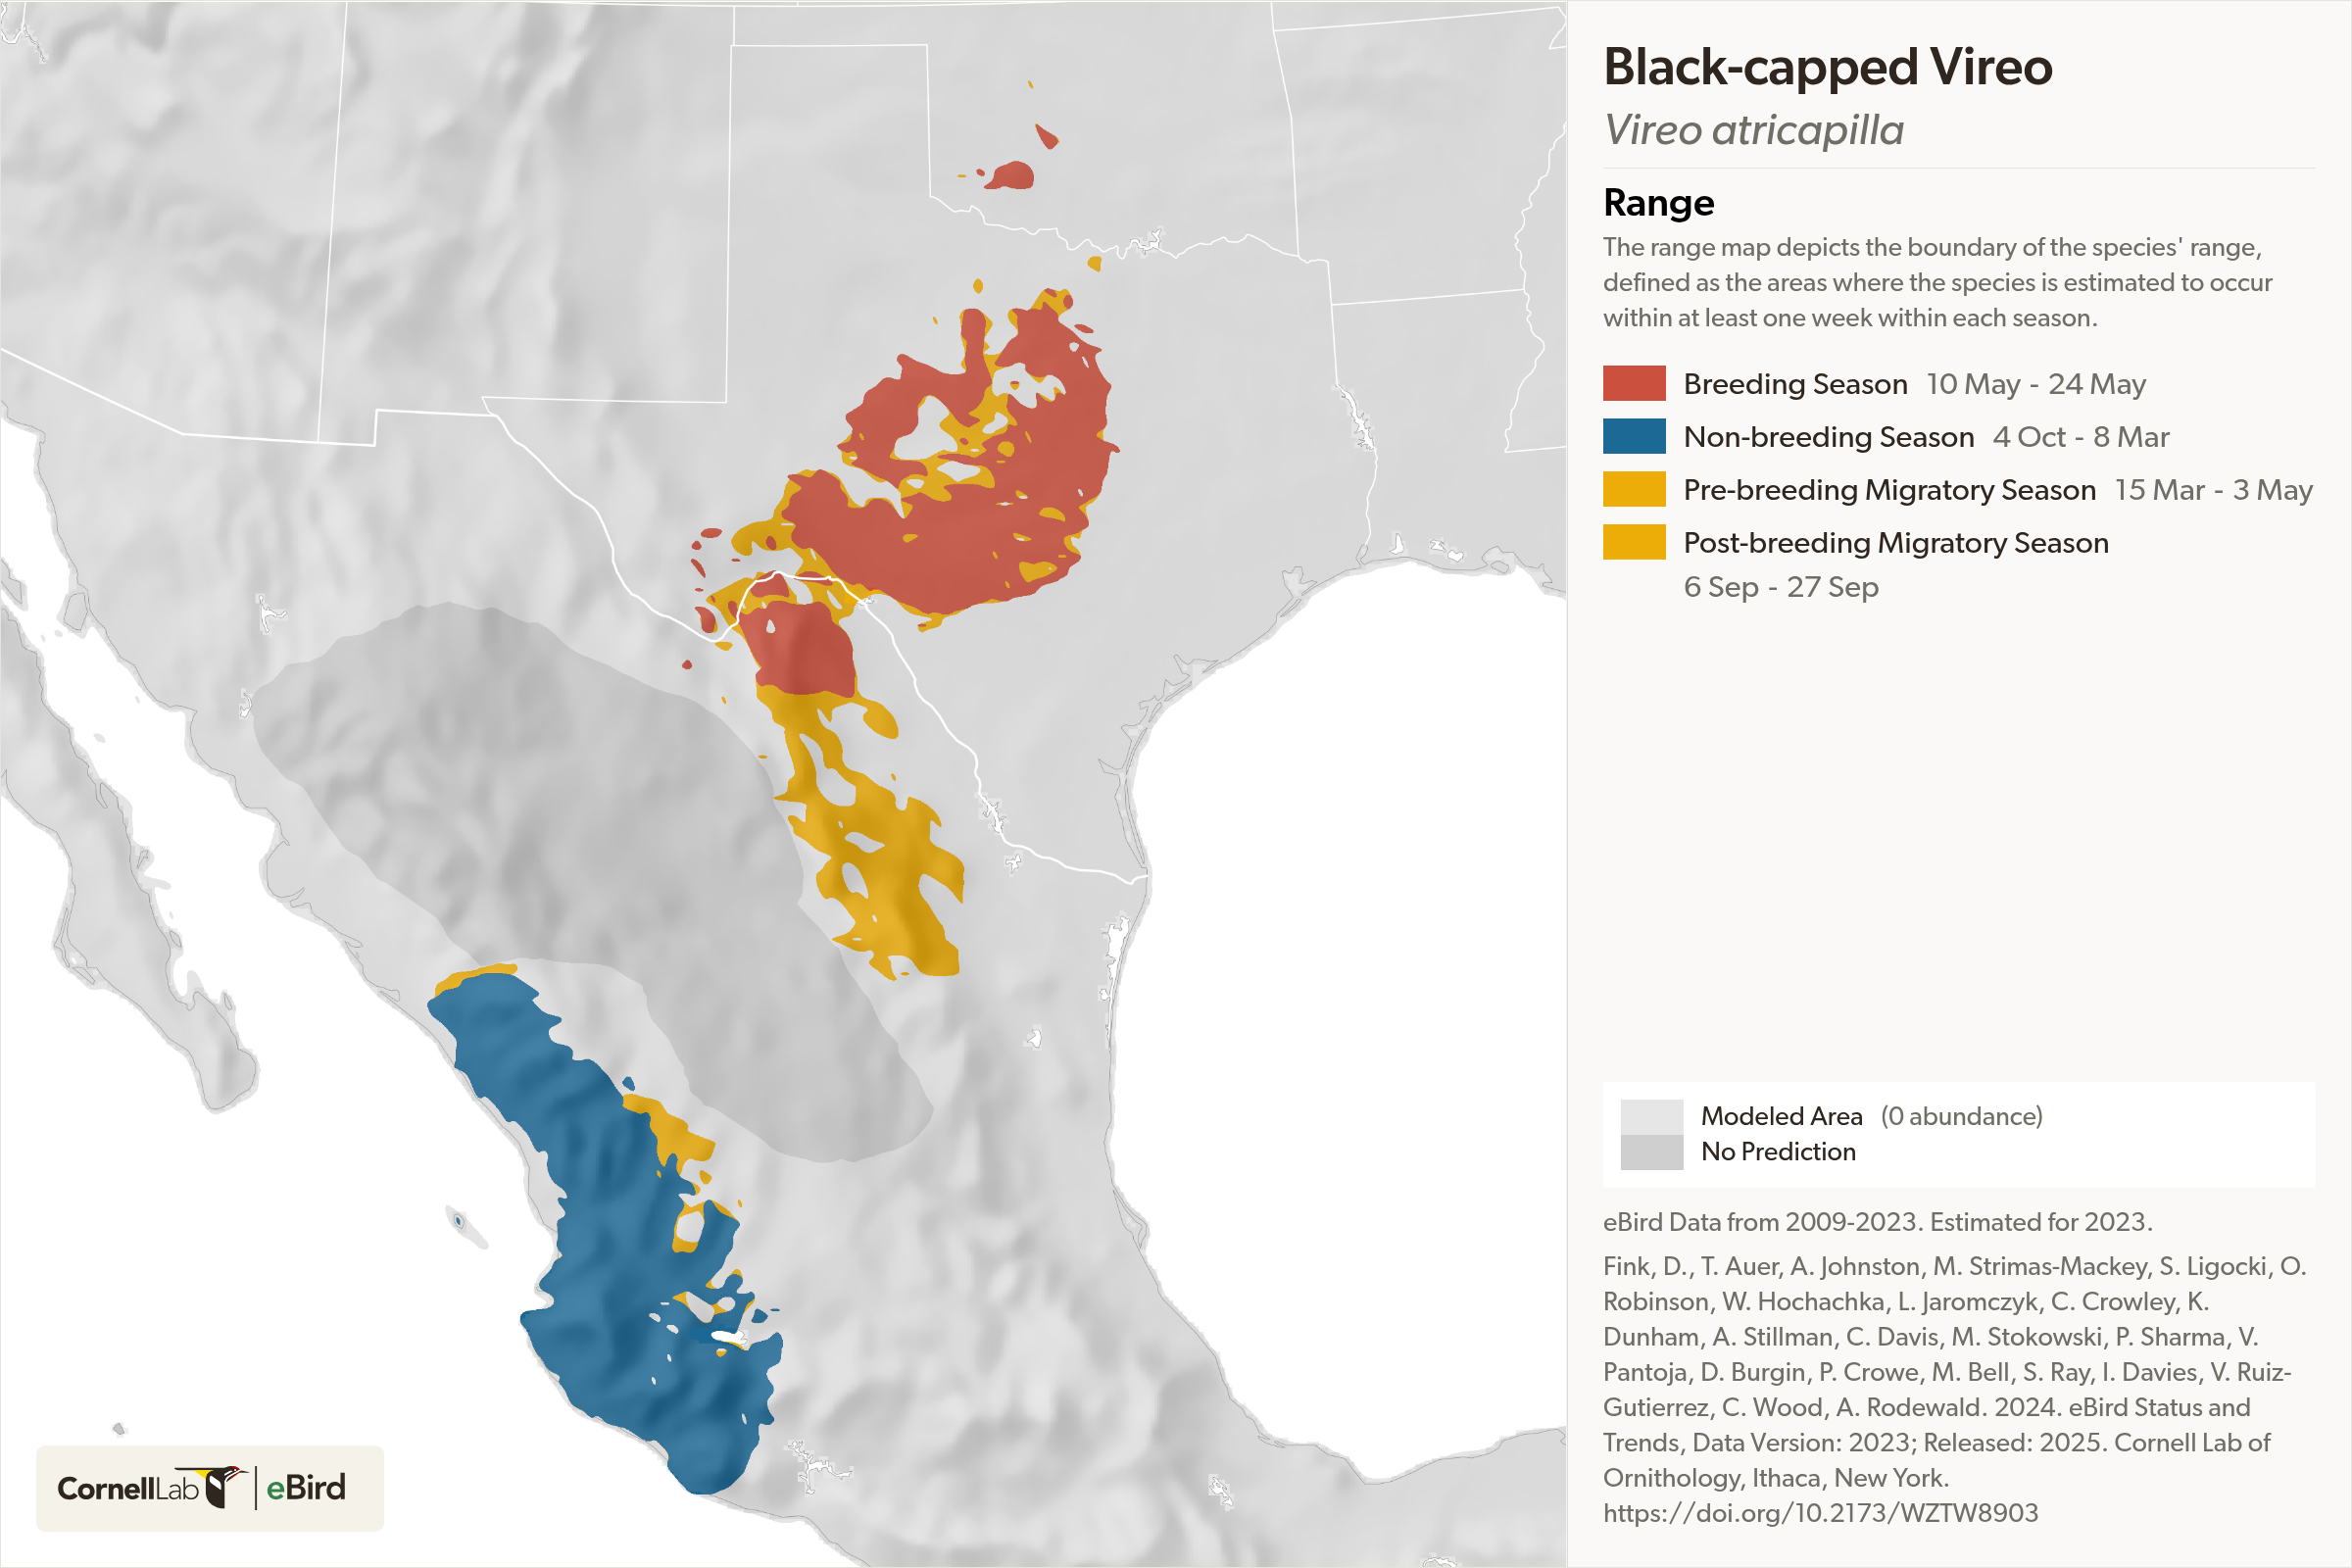 Black-capped Vireo
Vireo atricapilla
Range
The range map depicts the boundary of the species' range,
defined as the areas where the species is estimated to occur
within at least one week within each season.
Breeding Season 10 May - 24 May
Non-breeding Season 4 Oct - 8 Mar
Pre-breeding Migratory Season 15 Mar - 3 May
Post-breeding Migratory Season
6 Sep - 27 Sep
Modeled Area (0 abundance)
No Prediction
eBird Data from 2009-2023. Estimated for 2023.
Fink, D., T. Auer, A. Johnston, M. Strimas-Mackey, S. Ligocki, O.
Robinson, W. Hochachka, L. Jaromczyk, C. Crowley, K.
Dunham, A. Stillman, C. Davis, M. Stokowski, P. Sharma, V.
Pantoja, D. Burgin, P. Crowe, M. Bell, S. Ray, I. Davies, V. Ruiz-
Gutierrez, C. Wood, A. Rodewald. 2024. eBird Status and
Trends, Data Version: 2023; Released: 2025. Cornell Lab of
Ornithology, Ithaca, New York.
https://doi.org/10.2173/WZTW8903
CornellLab eBird